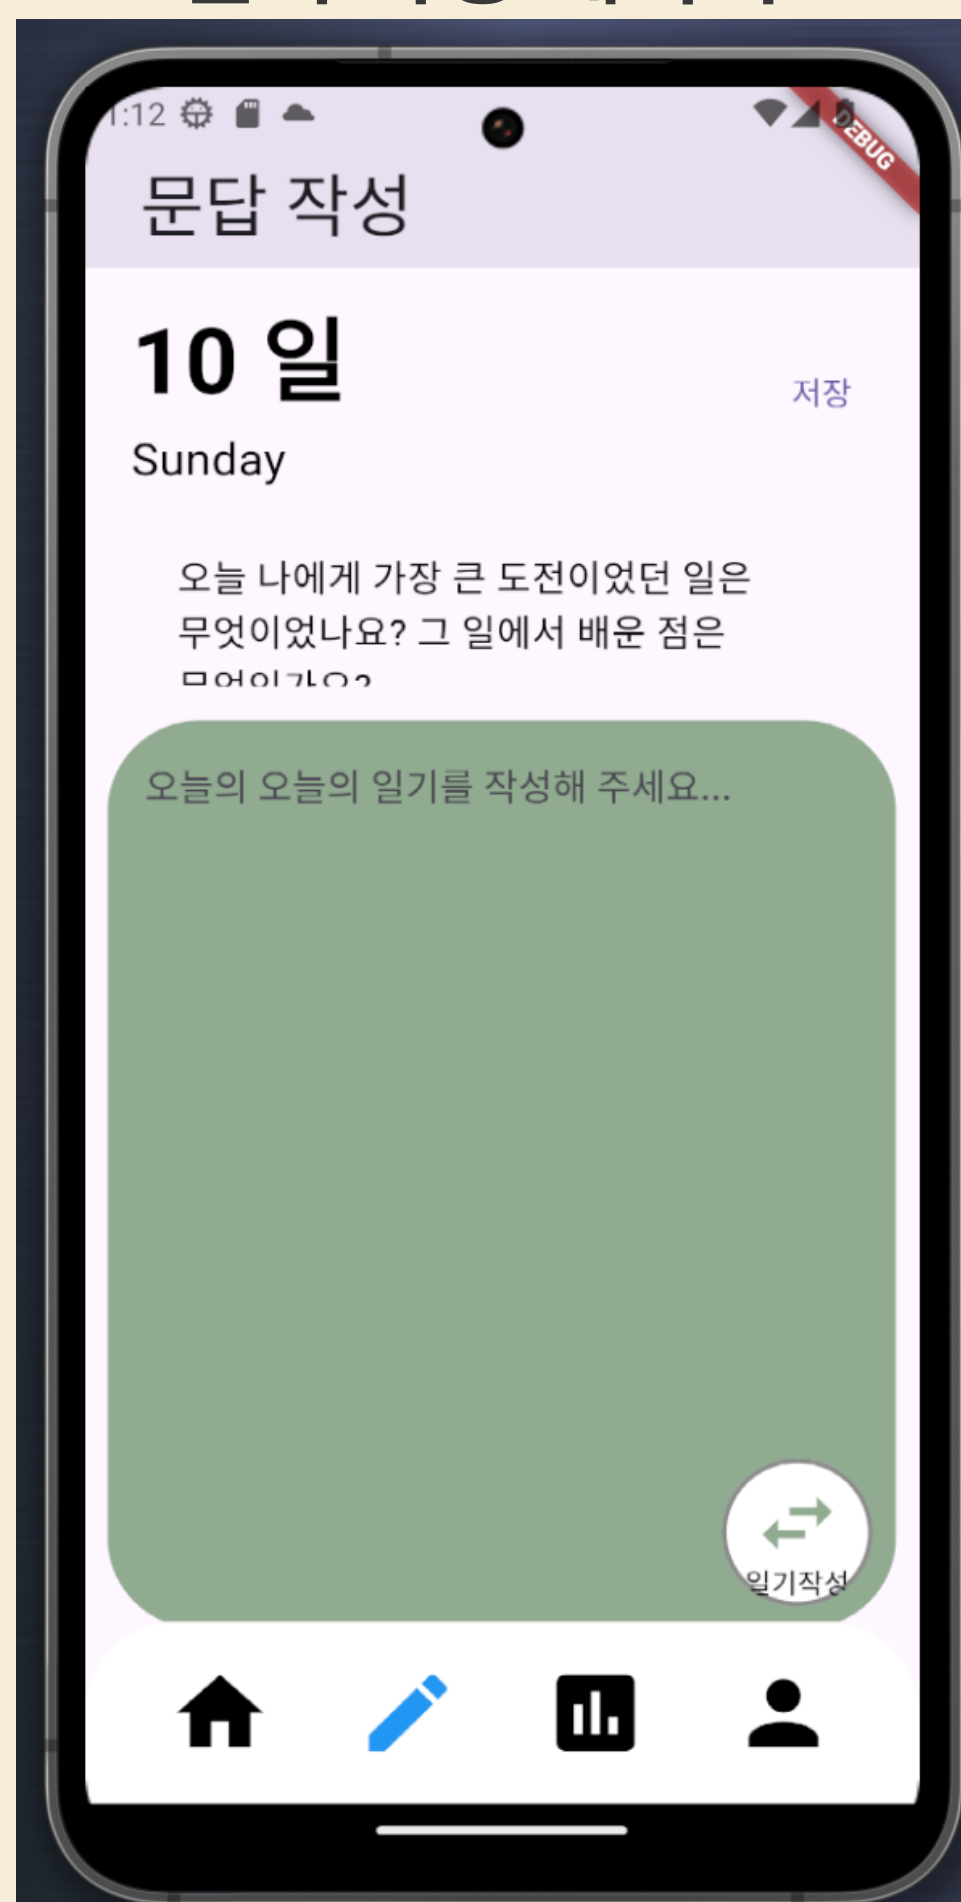 1:12
DEBUG
문답 작성
10 일
저장
Sunday
오늘 나에게 가장 큰 도전이었던 일은
무엇이었나요? 그 일에서 배운 점은
오늘의 오늘의 일기를 작성해 주세요...
일기작성